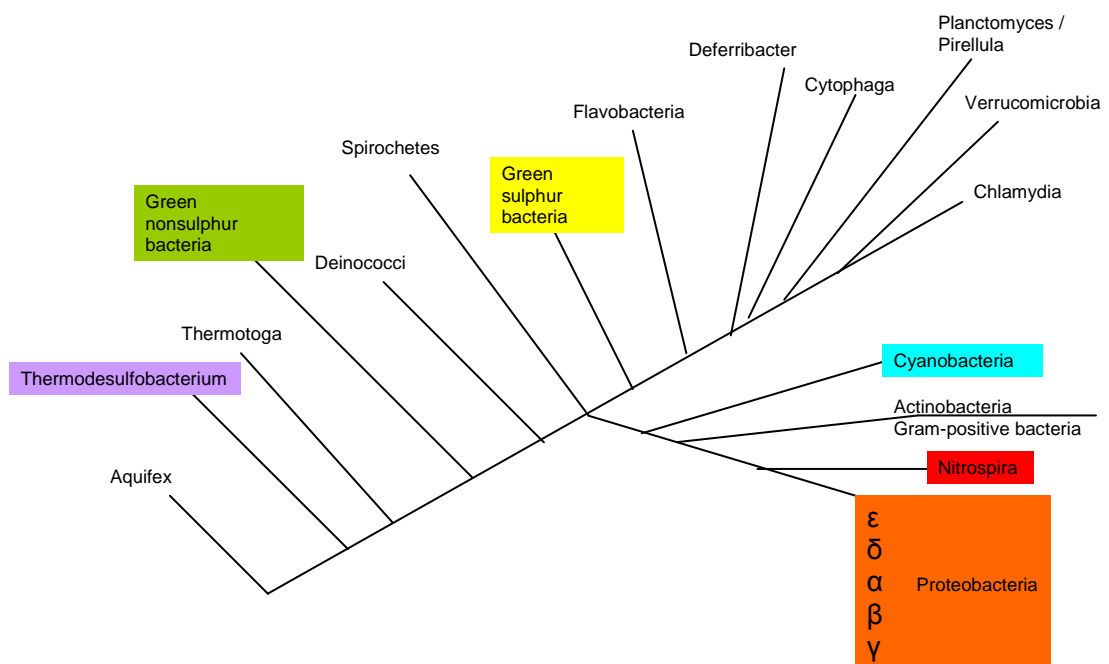 Planctomyces /
Pirellula
Deferribacter
Cytophaga
Verrucomicrobia
Flavobacteria
Spirochetes
Green
sulphur
bacteria
Chlamydia
Green
nonsulphur
bacteria
Deinococci
Thermotoga
Cyanobacteria
Thermodesulfobacterium
Actinobacteria
Gram-positive bacteria
Nitrospira
Aquifex
ε
δ
α
Proteobacteria
β
γ